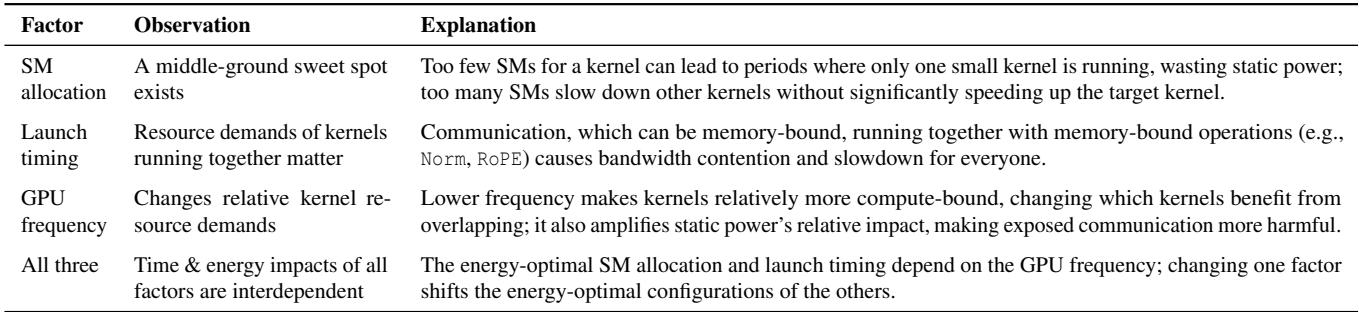 Factor Observation Explanation
SM A middle-ground sweet spot Too few SMs for a kernel can lead to periods where only one small kernel is running, wasting static power;
allocation exists too many SMs slow down other kernels without significantly speeding up the target kernel.
Launch Resource demands of kernels Communication, which can be memory-bound, running together with memory-bound operations (e.g.,
timing running together matter Norm, RoPE) causes bandwidth contention and slowdown for everyone.
GPU Changes relative kernel re- Lower frequency makes kernels relatively more compute-bound, changing which kernels benefit from
frequency source demands overlapping; it also amplifies static power's relative impact, making exposed communication more harmful.
All three Time & energy impacts of all The energy-optimal SM allocation and launch timing depend on the GPU frequency; changing one factor
factors are interdependent shifts the energy-optimal configurations of the others.